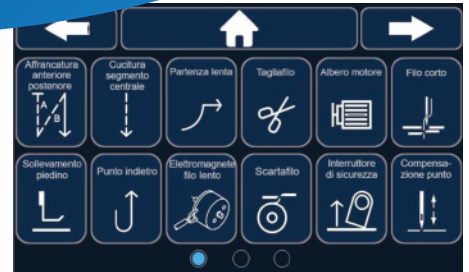 Affrancatura
anteriore
posteriore
A
B
Cucitura
segmento
centrale
Partenza lenta
Tagliafilo
Albero motore
Filo corto
Sollevamento
piedino
Punto indietro
Elettromagnete
filo lento
Scartafilo
Interruttore
di sicurezza
Compensa-
zione punto